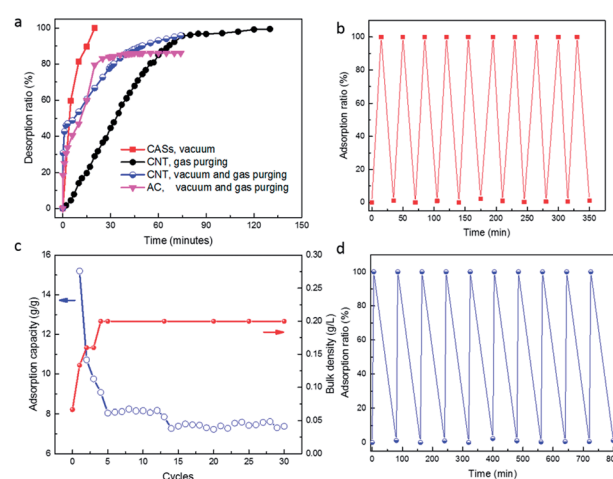 a
100
80
60
40
20
0
Desorption ratio (%)
CASs, vacuum
CNT, gas purging
CNT, vacuum and gas purging
AC, vacuum and gas purging
0 30 60 90 120 150
Time (minutes)
b
100
80
60
40
20
0
Adsorption ratio (%)
0 50 100 150 200 250 300 350
Time (min)
c
16
14
12
10
8
6
Adsorption capacity (g/g)
0.30
0.25
0.20
0.15
0.10
0.05
0.00
Bulk density (g/L)
0 5 10 15 20 25 30
Cycles
d
100
80
60
40
20
0
Adsorption ratio (%)
0 100 200 300 400 500 600 700
Time (min)